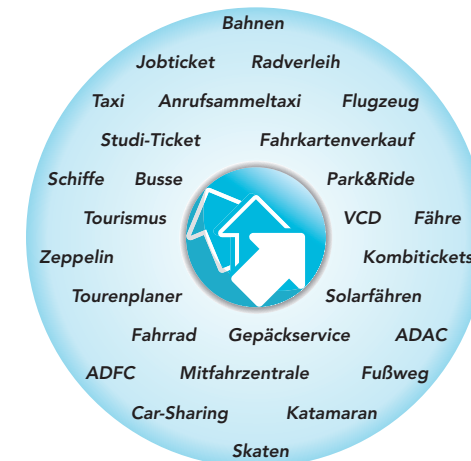 Bahnen
Jobticket Radverleih
Taxi Anrufsammeltaxi Flugzeug
Studi-Ticket Fahrkartenverkauf
Schiffe Busse Park&Ride
Tourismus VCD Fähre
Zeppelin Kombitickets
Tourenplaner Solarfähren
Fahrrad Gepäckservice ADAC
ADFC Mitfahrzentrale Fußweg
Car-Sharing Katamaran
Skaten